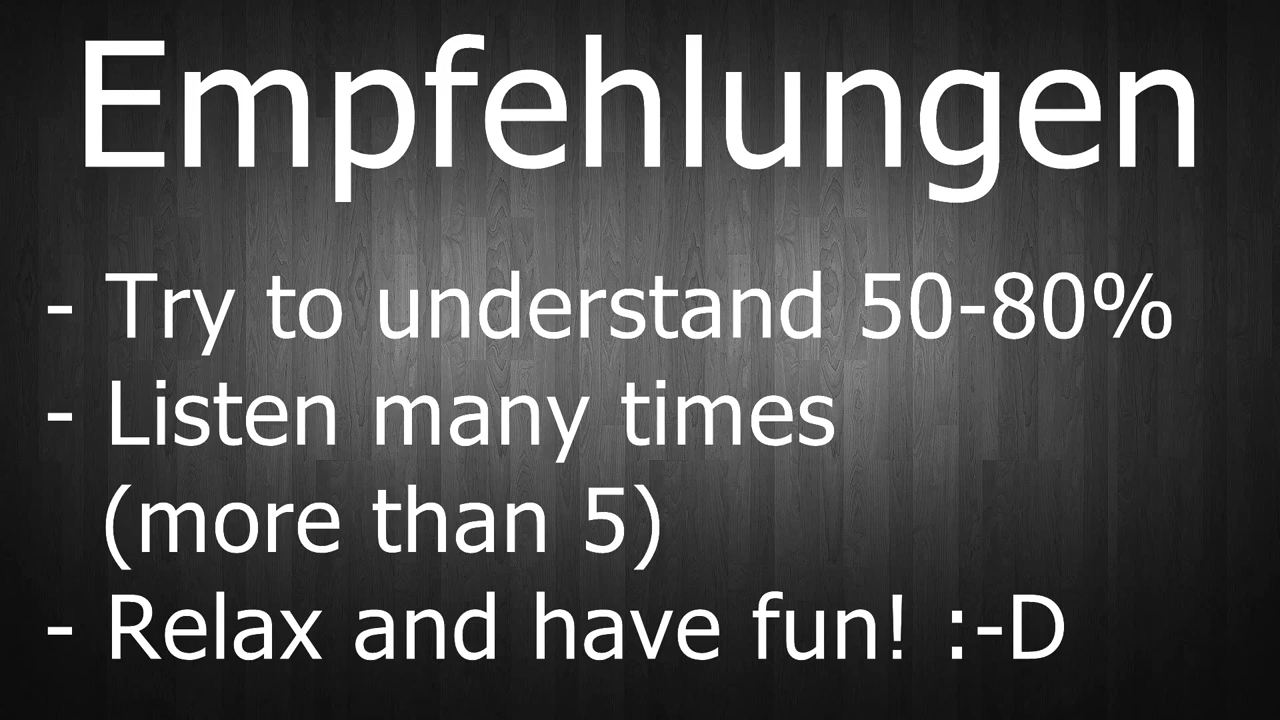 Empfehlungen
- Try to understand 50-80%
- Listen many times
(more than 5)
- Relax and have fun! :-D